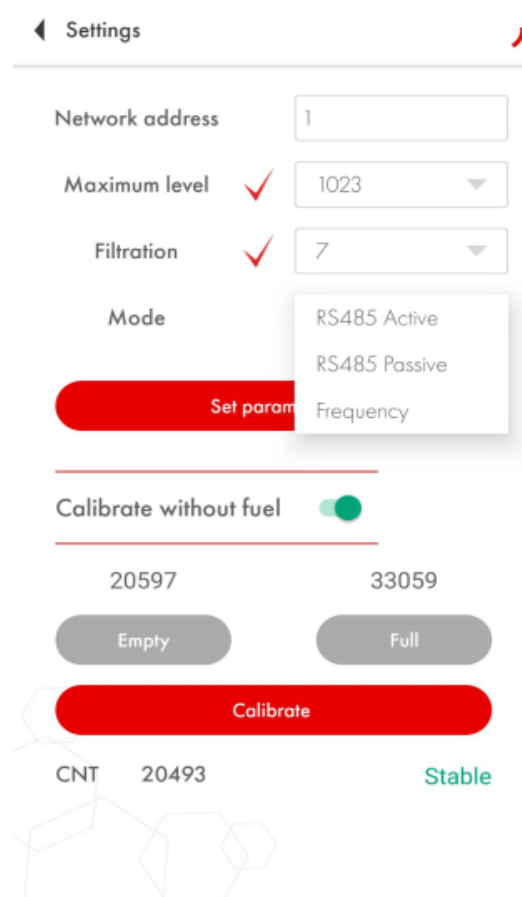 Settings
Network address 1
Maximum level 1023
Filtration 7
Mode RS485 Active
RS485 Passive
Frequency
Set param
Calibrate without fuel
20597 33059
Empty Full
Calibrate
CNT 20493 Stable